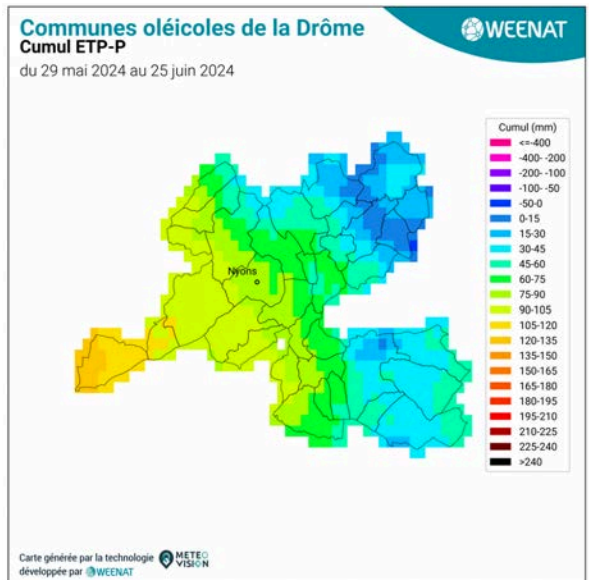 Communes oléicoles de la Drôme
Cumul ETP-P
du 29 mai 2024 au 25 juin 2024
WEENAT
Cumul (mm)
<=-400
-400- -200
-200- -100
-100- -50
-50-0
0-15
15-30
30-45
45-60
60-75
75-90
90-105
105-120
120-135
135-150
150-165
165-180
180-195
195-210
210-225
225-240
>240
Nyons
Carte générée par la technologie METEO VISION
développée par WEENAT